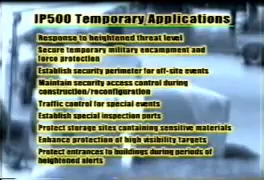 IP500 Temporary Applications
Response to heightened threat level
Secure temporary military encampment and
force protection
Establish security perimeter for off-site events
Maintain security access control during
construction/reconfiguration
Traffic control for special events
Establish special inspection ports
Protect storage sites containing sensitive materials
Enhance protection of high visibility targets
Protect entrances to buildings during periods of
heightened alerts